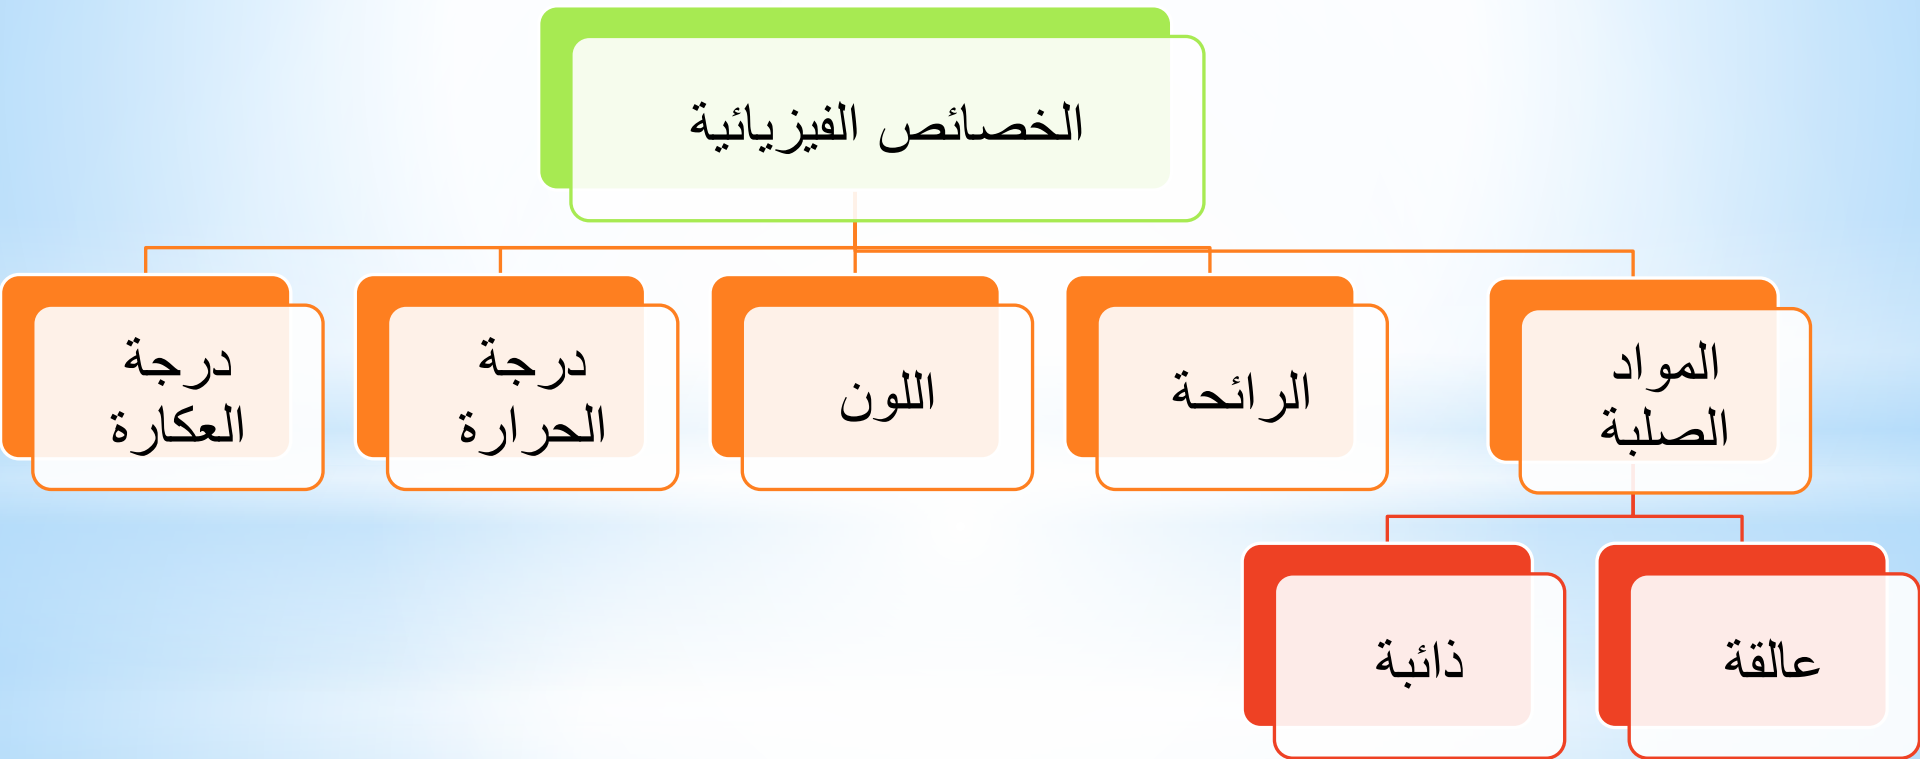 الخصائص الفيزيائية
المواد
الصلبة
الرائحة
اللون
درجة
الحرارة
درجة
العكارة
عالقة
ذائبة